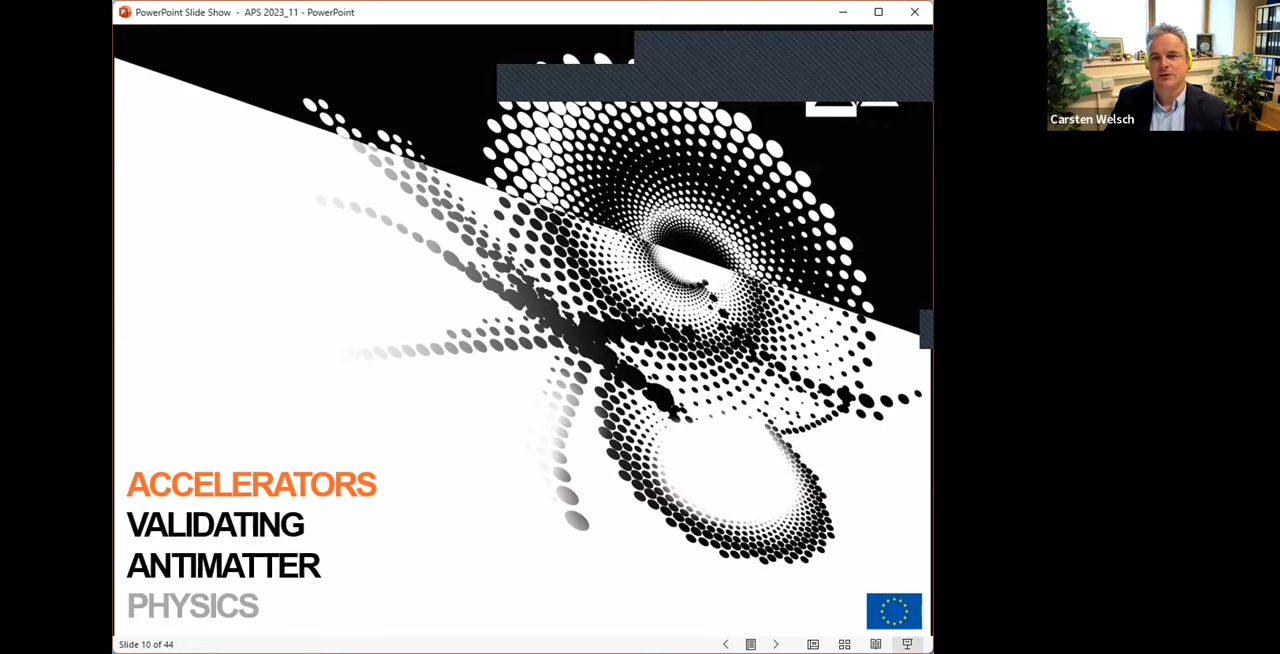 PowerPoint Slide Show - APS 2023_11 - PowerPoint
Carsten Welsch
ACCELERATORS
VALIDATING
ANTIMATTER
PHYSICS
Slide 10 of 44